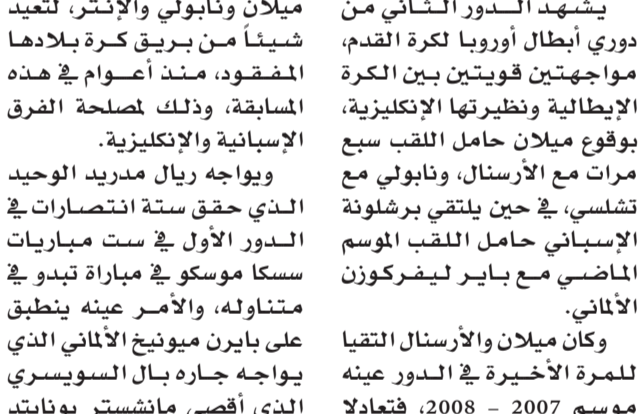 يشهد الدور الثاني من
دوري أبطال أوروبا لكرة القدم،
مواجهتين قويتين بين الكرة
الإيطالية ونظيرتها الإنكليزية،
بوقوع ميلان حامل اللقب سبع
مرات مع الأرسنال، ونابولي مع
تشلسي، في حين يلتقي برشلونة
الإسباني حامل اللقب الموسم
الماضي مع باير ليفركوزن
الألماني.
وكان ميلان والأرسنال التقيا
للمرة الأخيرة في الدور عينه
موسم 2007 – 2008، فتعادلا
ميلان ونابولي والإنتر، لتعيد
شيئاً من بريق كرة بلادها
المفقود، منذ أعوام في هذه
المسابقة، وذلك لمصلحة الفرق
الإسبانية والإنكليزية.
ويواجه ريال مدريد الوحيد
الذي حقق ستة انتصارات في
الدور الأول في ست مباريات
سسكا موسكو في مباراة تبدو في
متناوله، والأمر عينه ينطبق
على بايرن ميونيخ الألماني الذي
يواجه جاره بال السويسري
الذي أقصى مانشستر يونايتد